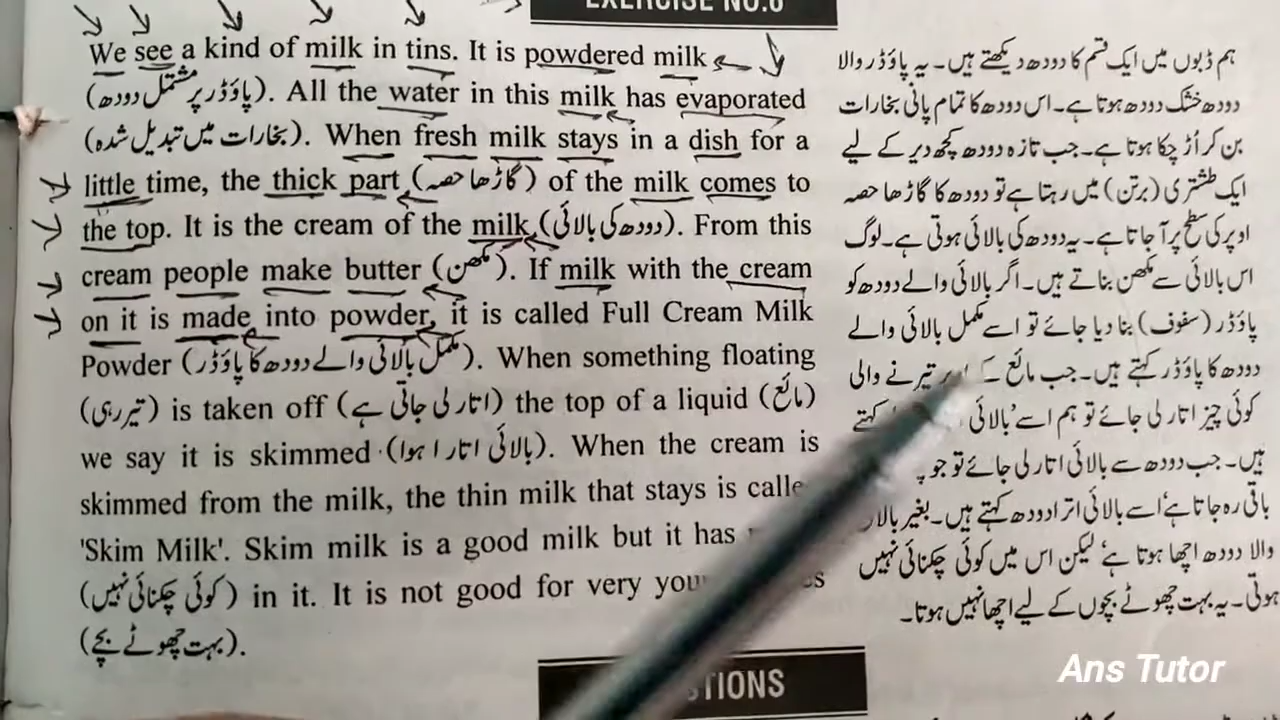 EXERCISE NO.6
We see a kind of milk in tins. It is powdered milk
(پاؤڈر پر مشتمل دودھ). All the water in this milk has evaporated
(بخارات میں تبدیل شدہ). When fresh milk stays in a dish for a
little time, the thick part (گاڑھا حصہ) of the milk comes to
the top. It is the cream of the milk (دودھ کی بالائی). From this
cream people make butter (مکھن). If milk with the cream
on it is made into powder, it is called Full Cream Milk
Powder (مکمل بالائی والے دودھ کا پاؤڈر). When something floating
(تیر رہی) is taken off (اتار لی جاتی ہے) the top of a liquid (مائع)
we say it is skimmed (بالائی اتارا ہوا). When the cream is
skimmed from the milk, the thin milk that stays is called
'Skim Milk'. Skim milk is a good milk but it has
(کوئی چکنائی نہیں) in it. It is not good for very
(بہت چھوٹے بچے).
ہم ڈبوں میں ایک قسم کا دودھ دیکھتے ہیں۔ یہ پاؤڈر والا
دودھ خشک دودھ ہوتا ہے۔ اس دودھ کا تمام پانی بخارات
بن کر اُڑ چکا ہوتا ہے۔ جب تازہ دودھ کچھ دیر کے لیے
ایک طشتری (برتن) میں رہتا ہے تو دودھ کا گاڑھا حصہ
اوپر کی سطح پر آ جاتا ہے۔ یہ دودھ کی بالائی ہوتی ہے۔ لوگ
اس بالائی سے مکھن بناتے ہیں۔ اگر بالائی والے دودھ کو
پاؤڈر (سفوف) بنا دیا جائے تو اسے مکمل بالائی والے
دودھ کا پاؤڈر کہتے ہیں۔ جب مائع کے تیرنے والی
کوئی چیز اتار لی جائے تو ہم اسے 'بالائی کہتے
ہیں۔ جب دودھ سے بالائی اتار لی جائے تو جو
باقی رہ جاتا ہے اسے بالائی اترا دودھ کہتے ہیں۔ بغیر
والا دودھ اچھا ہوتا ہے لیکن اس میں کوئی چکنائی نہیں
ہوتی۔ یہ بہت چھوٹے بچوں کے لیے اچھا نہیں ہوتا۔
Ans Tutor